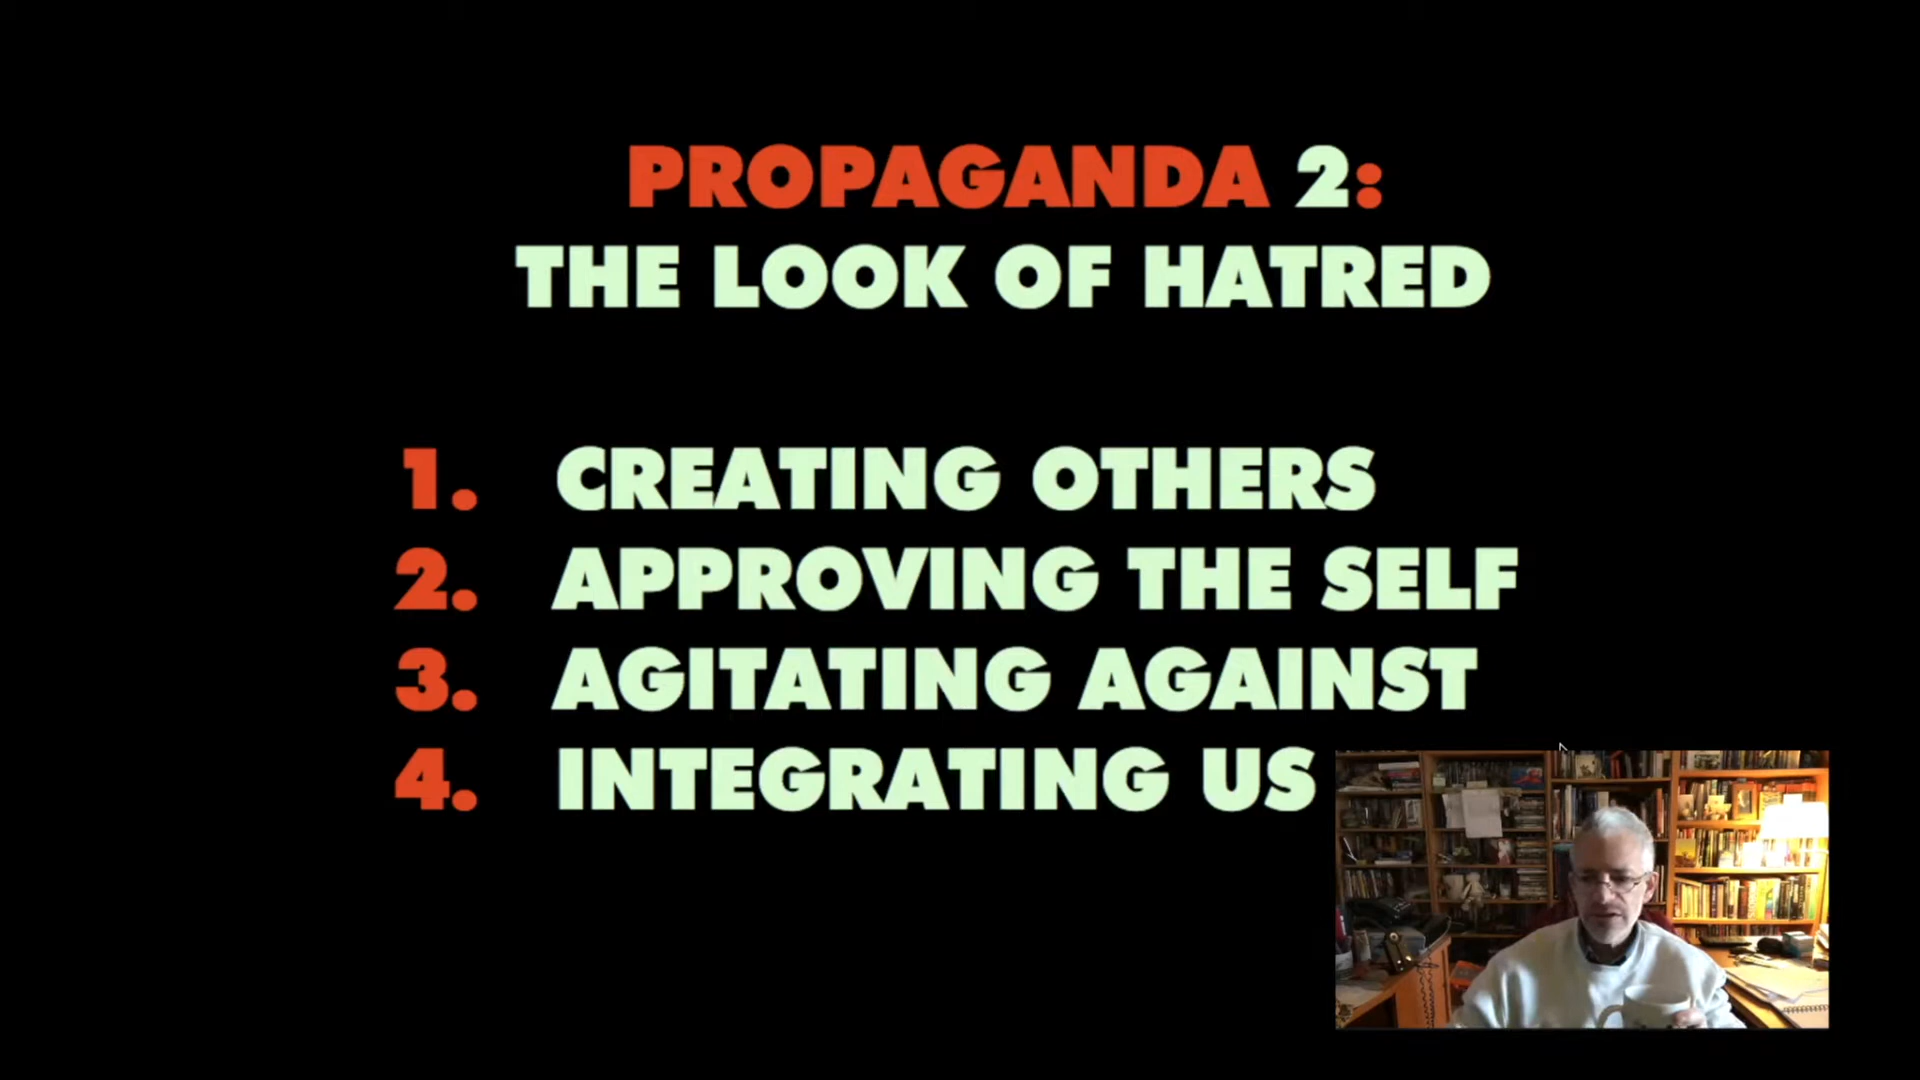 PROPAGANDA 2:
THE LOOK OF HATRED
1. CREATING OTHERS
2. APPROVING THE SELF
3. AGITATING AGAINST
4. INTEGRATING US